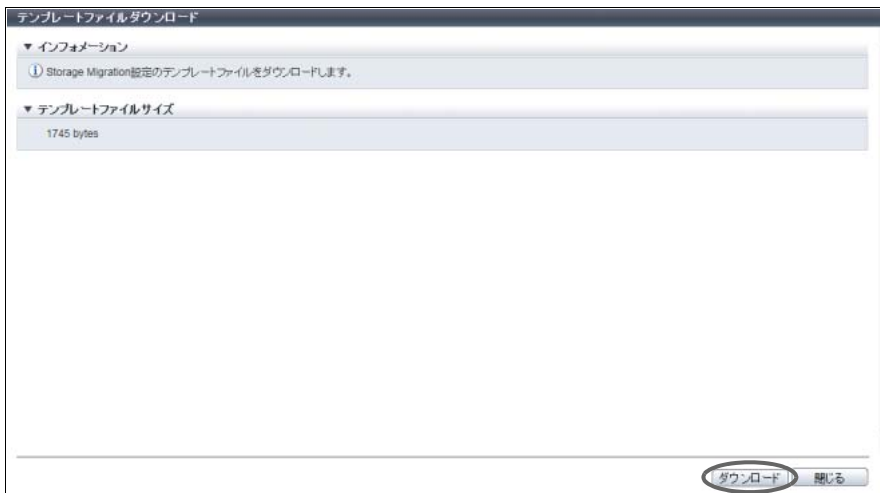 テンプレートファイルダウンロード
▼ インフォメーション
Storage Migration設定のテンプレートファイルをダウンロードします。
▼ テンプレートファイルサイズ
1745 bytes
ダウンロード 閉じる